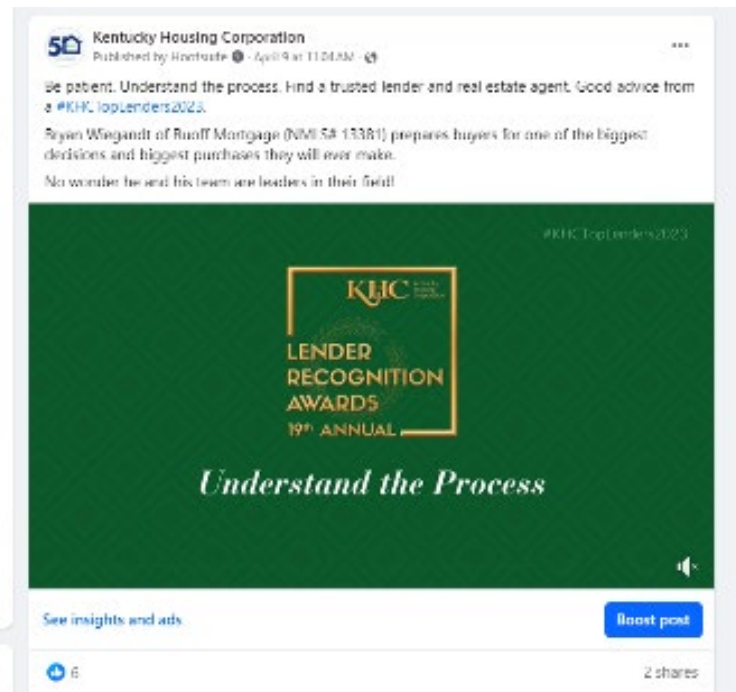 50
Kentucky Housing Corporation
Published by Hootsuite · April 9 at 11:04 AM ·
Be patient. Understand the process. Find a trusted lender and real estate agent. Good advice from
a #KHCTopLenders2023.
Bryan Wiegandt of Ruoff Mortgage (NMLS# 13381) prepares buyers for one of the biggest
decisions and biggest purchases they will ever make.
No wonder he and his team are leaders in their field!
#KHCTopLenders2023
KHC
LENDER
RECOGNITION
AWARDS
19th ANNUAL
Understand the Process
See insights and ads
Boost post
6
2 shares